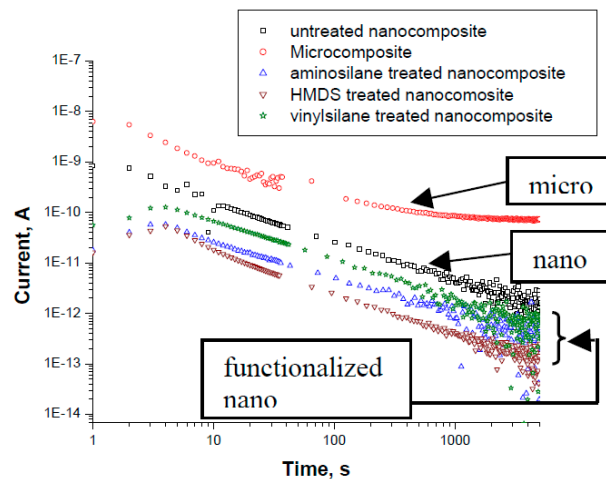 untreated nanocomposite
Microcomposite
aminosilane treated nanocomposite
HMDS treated nanocomosite
vinylsilane treated nanocomposite
1E-7
1E-8
1E-9
1E-10
1E-11
1E-12
1E-13
1E-14
Current, A
micro
nano
functionalized
nano
1
10
100
1000
Time, s